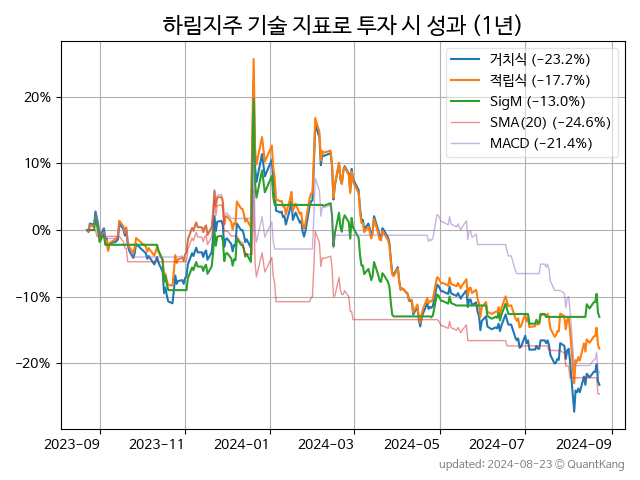 하림지주 기술 지표로 투자 시 성과 (1년)
거치식 (−23.2%)
적립식 (−17.7%)
SigM (−13.0%)
SMA(20) (−24.6%)
MACD (−21.4%)
20%
10%
0%
−10%
−20%
2023-09 2023-11 2024-01 2024-03 2024-05 2024-07 2024-09
updated: 2024-08-23 © QuantKang